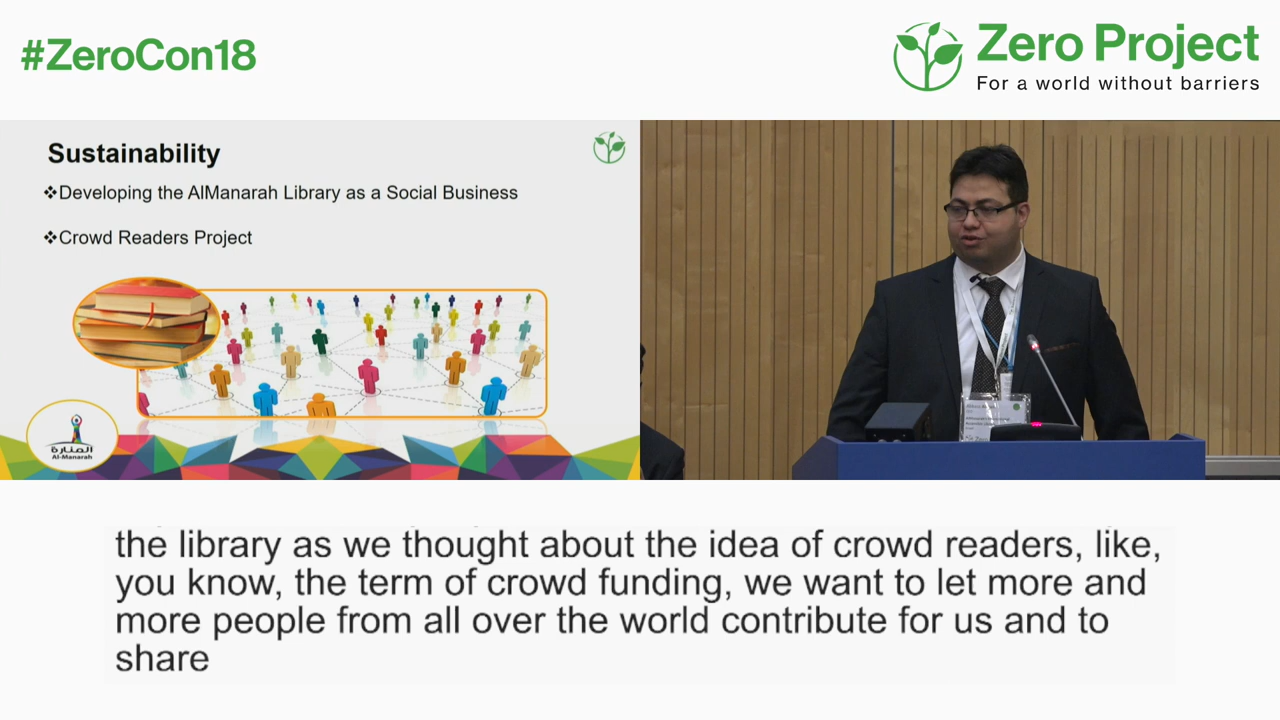 #ZeroCon18
Zero Project
For a world without barriers
Sustainability
❖Developing the AlManarah Library as a Social Business
❖Crowd Readers Project
المنارة
Al-Manarah
the library as we thought about the idea of crowd readers, like,
you know, the term of crowd funding, we want to let more and
more people from all over the world contribute for us and to
share